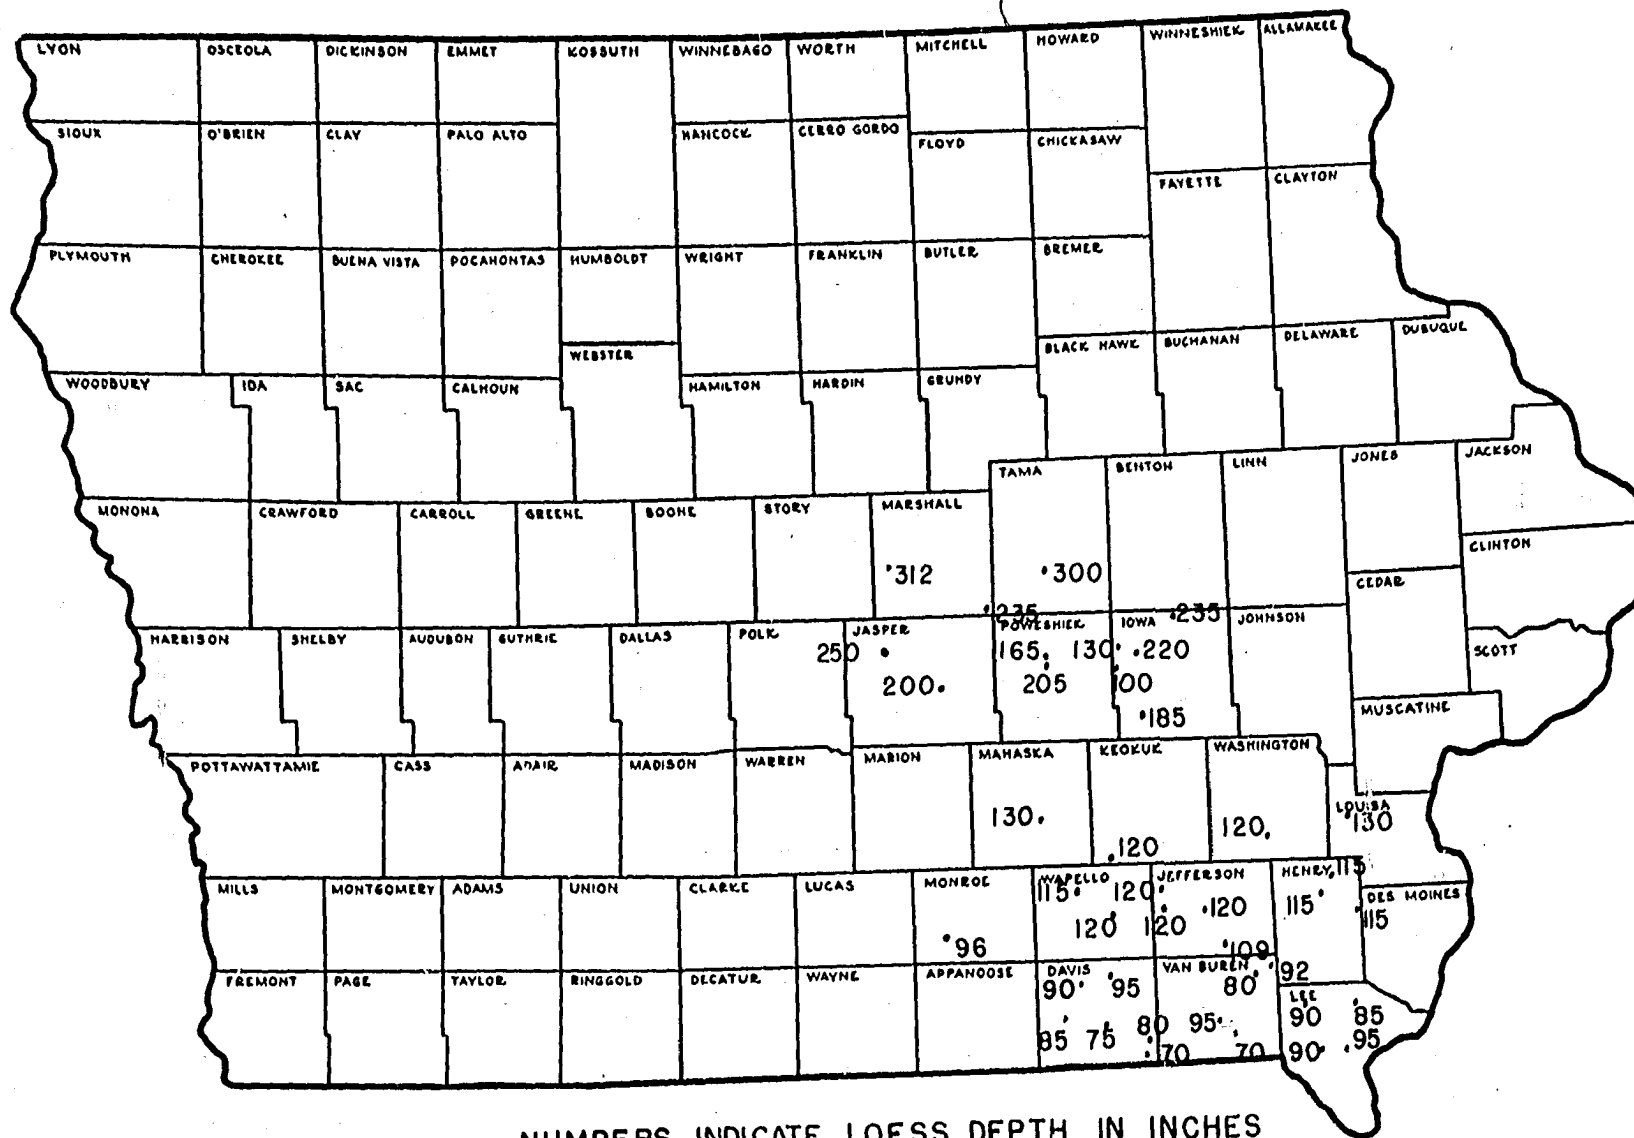 LYON OSCEOLA DICKINSON EMMET KOSSUTH WINNEBAGO WORTH MITCHELL HOWARD WINNESHIEK ALLAMAKEE
SIOUX O'BRIEN CLAY PALO ALTO HANCOCK CERRO GORDO FLOYD CHICKASAW
FAYETTE CLAYTON
PLYMOUTH CHEROKEE BUENA VISTA POCAHONTAS HUMBOLDT WRIGHT FRANKLIN BUTLER BREMER
WEBSTER BLACK HAWK BUCHANAN DELAWARE DUBUQUE
WOODBURY IDA SAC CALHOUN HAMILTON HARDIN GRUNDY
TAMA BENTON LINN JONES JACKSON
MONONA CRAWFORD CARROLL GREENE BOONE STORY MARSHALL
CLINTON
312 300 CEDAR
235 235
HARRISON SHELBY AUDUBON GUTHRIE DALLAS POLK JASPER POWESHIEK IOWA JOHNSON
250 165 130 220 SCOTT
200 205 100
185 MUSCATINE
POTTAWATTAMIE CASS ADAIR MADISON WARREN MARION MAHASKA KEOKUK WASHINGTON
LOUISA
130 120 130
120
MILLS MONTGOMERY ADAMS UNION CLARKE LUCAS MONROE WAPELLO JEFFERSON HENRY 115
115 120 120 115 DES MOINES
120 120 115
96 109
FREMONT PAGE TAYLOR RINGGOLD DECATUR WAYNE APPANOOSE DAVIS VAN BUREN 92
90 95 80 LEE
90 85
85 75 80 95 95
70 70 90
NUMBERS INDICATE LOESS DEPTH IN INCHES